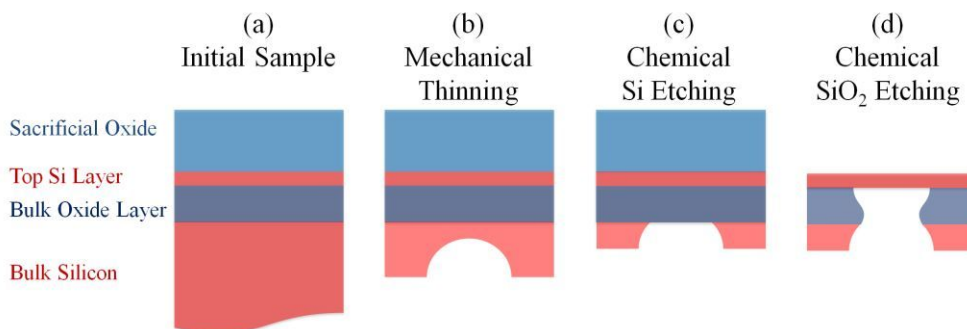 (a)
Initial Sample
(b)
Mechanical
Thinning
(c)
Chemical
Si Etching
(d)
Chemical
SiO₂ Etching
Sacrificial Oxide
Top Si Layer
Bulk Oxide Layer
Bulk Silicon